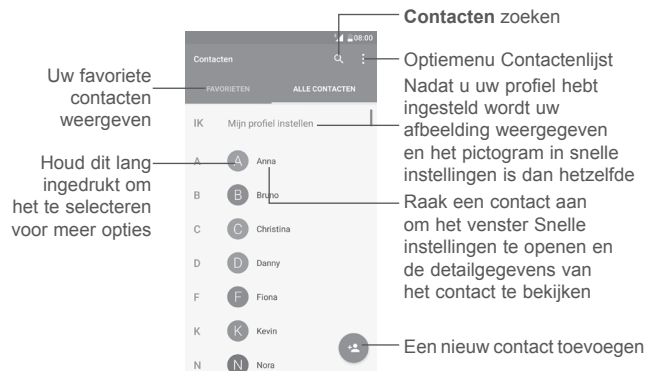 Contacten zoeken
08:00
Contacten
Optiemenu Contactenlijst
FAVORIETEN
ALLE CONTACTEN
Uw favoriete
contacten
weergeven
Nadat u uw profiel hebt
ingesteld wordt uw
afbeelding weergegeven
en het pictogram in snelle
instellingen is dan hetzelfde
IK Mijn profiel instellen
Houd dit lang
ingedrukt om
het te selecteren
voor meer opties
A A Anna
B B Bruno
C C Christina
D D Danny
F F Fiona
K K Kevin
N N Nora
Raak een contact aan
om het venster Snelle
instellingen te openen en
de detailgegevens van
het contact te bekijken
Een nieuw contact toevoegen